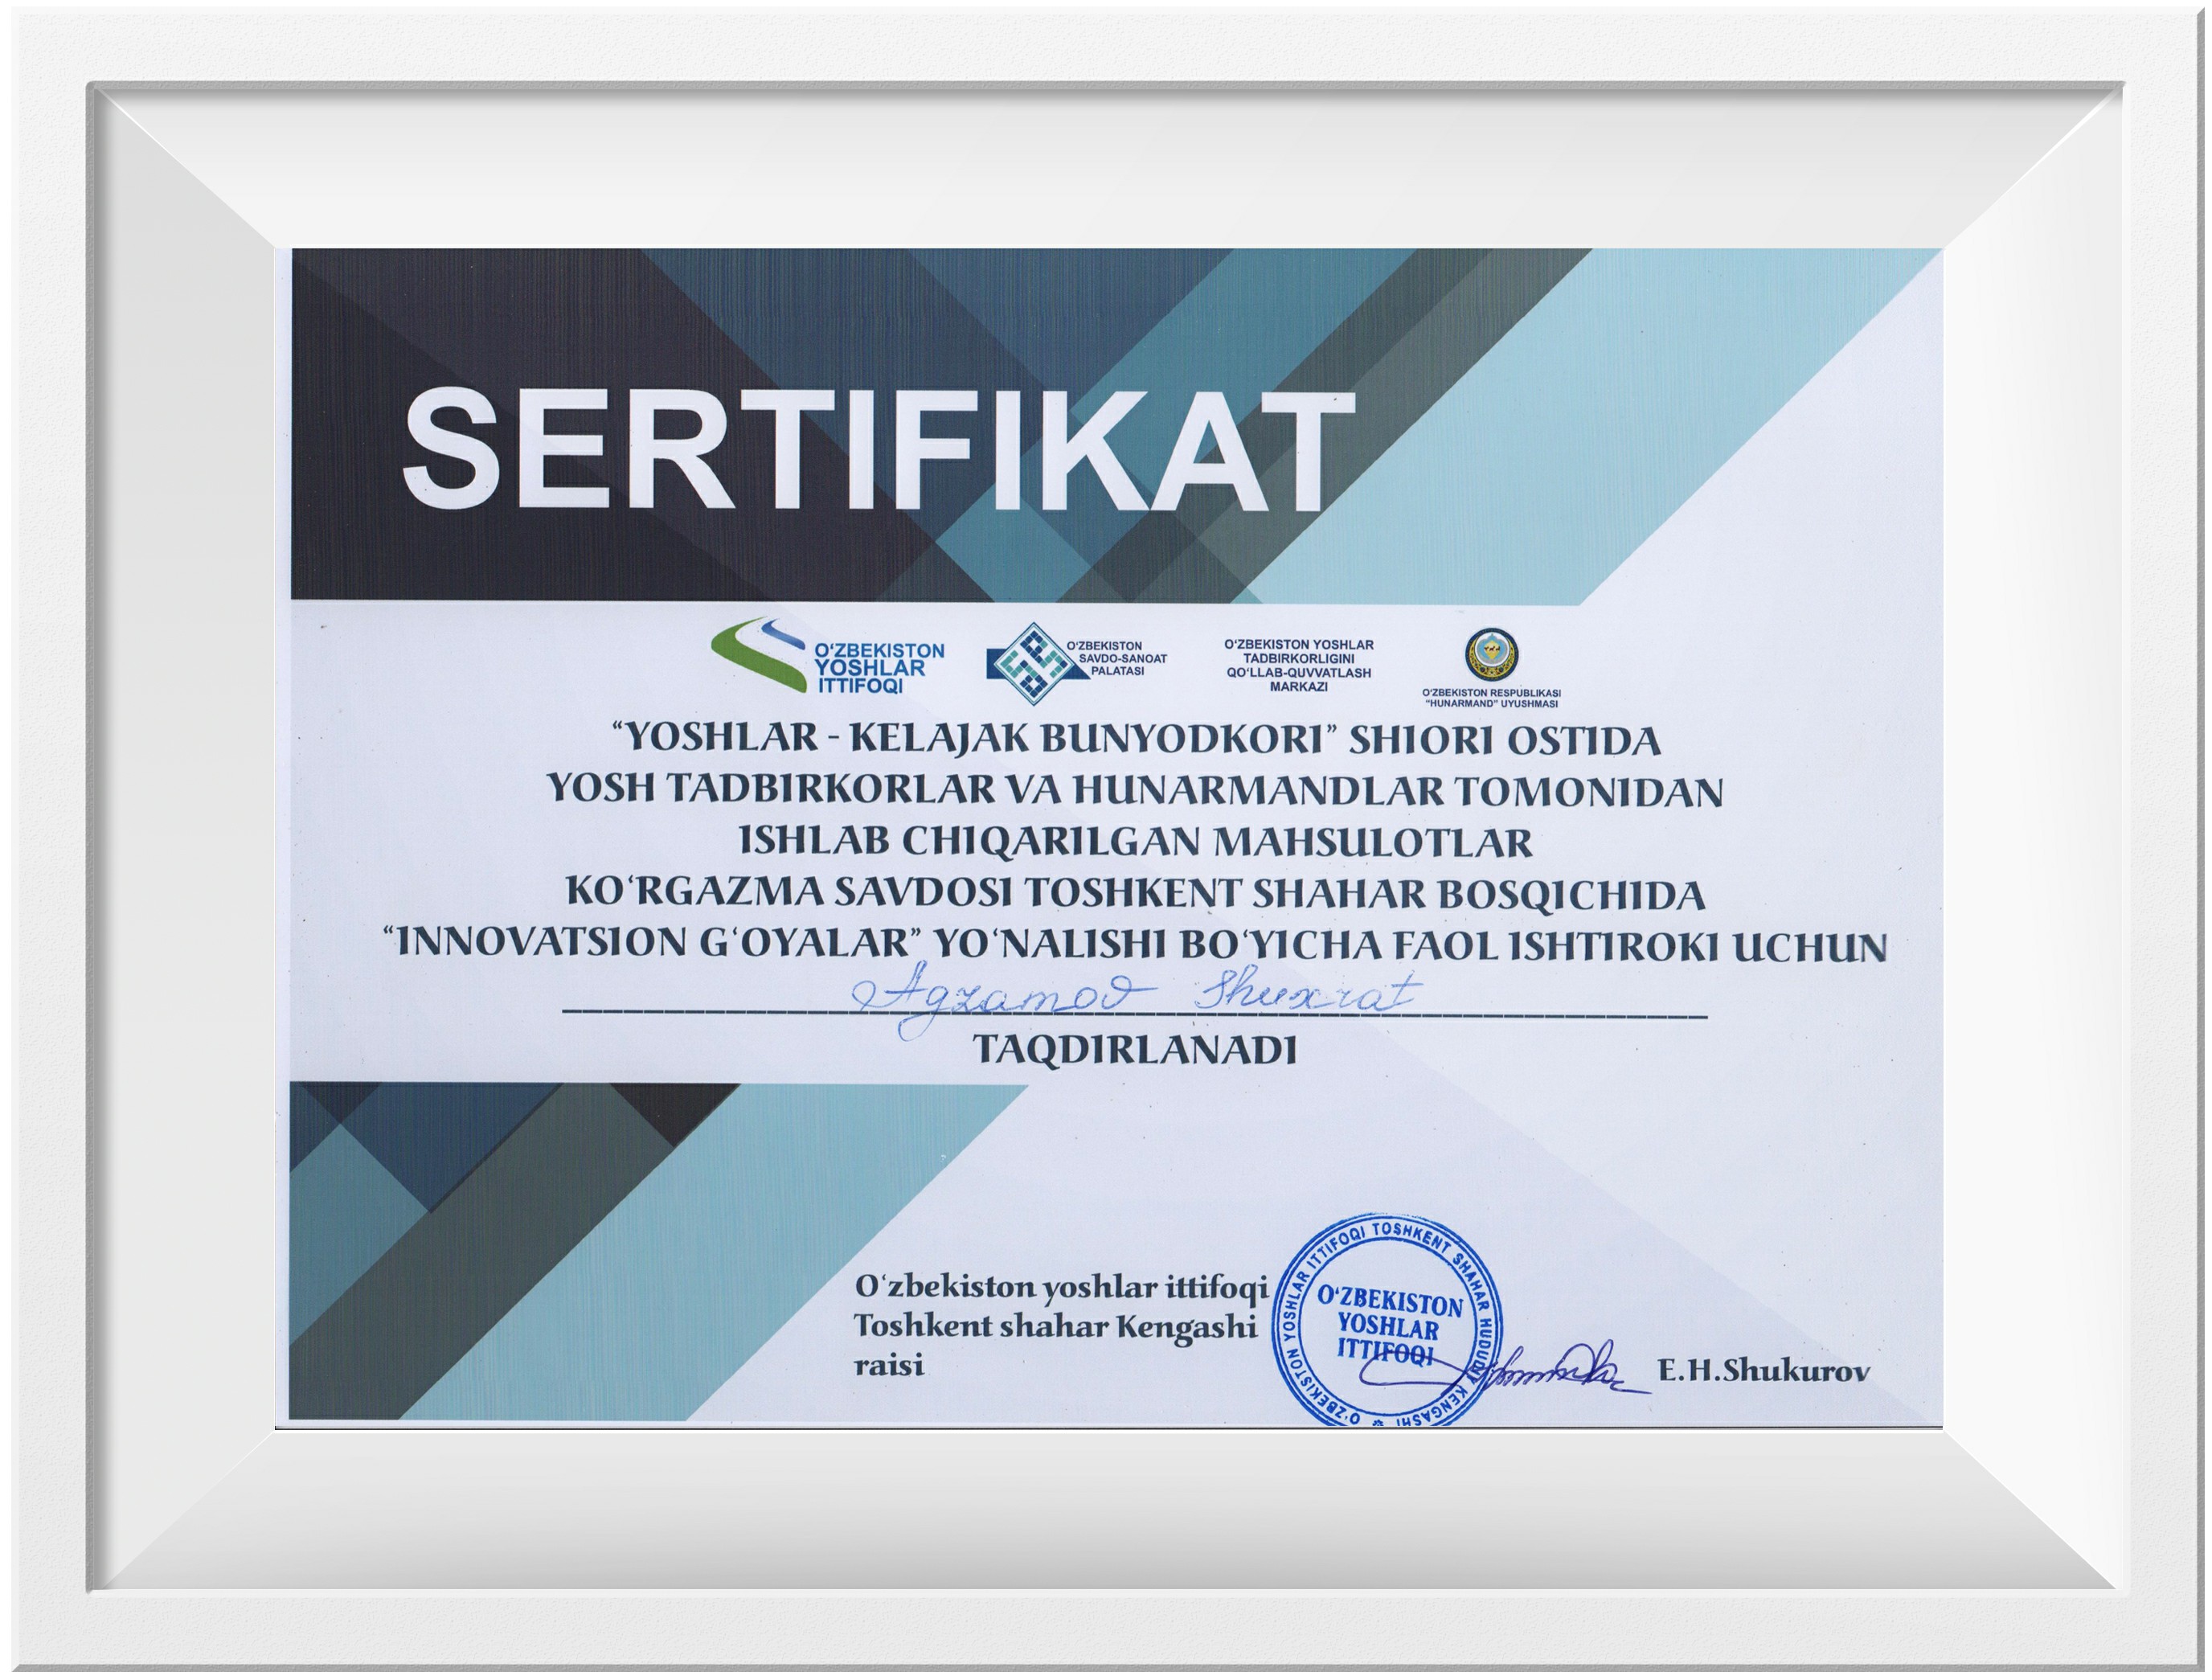 SERTIFIKAT
O‘ZBEKISTON
YOSHLAR
ITTIFOQI
O‘ZBEKISTON
SAVDO-SANOAT
PALATASI
O‘ZBEKISTON YOSHLAR
TADBIRKORLIGINI
QO‘LLAB-QUVVATLASH
MARKAZI
O‘ZBEKISTON RESPUBLIKASI
“HUNARMAND” UYUSHMASI
“YOSHLAR - KELAJAK BUNYODKORI” SHIORI OSTIDA
YOSH TADBIRKORLAR VA HUNARMANDLAR TOMONIDAN
ISHLAB CHIQARILGAN MAHSULOTLAR
KO‘RGAZMA SAVDOSI TOSHKENT SHAHAR BOSQICHIDA
“INNOVATSION G‘OYALAR” YO‘NALISHI BO‘YICHA FAOL ISHTIROKI UCHUN
Agzamov Shuxrat
TAQDIRLANADI
O‘zbekiston yoshlar ittifoqi
Toshkent shahar Kengashi
raisi
O‘ZBEKISTON YOSHLAR ITTIFOQI TOSHKENT SHAHAR HUDUDIY KENGASHI
O‘ZBEKISTON
YOSHLAR
ITTIFOQI
E.H.Shukurov